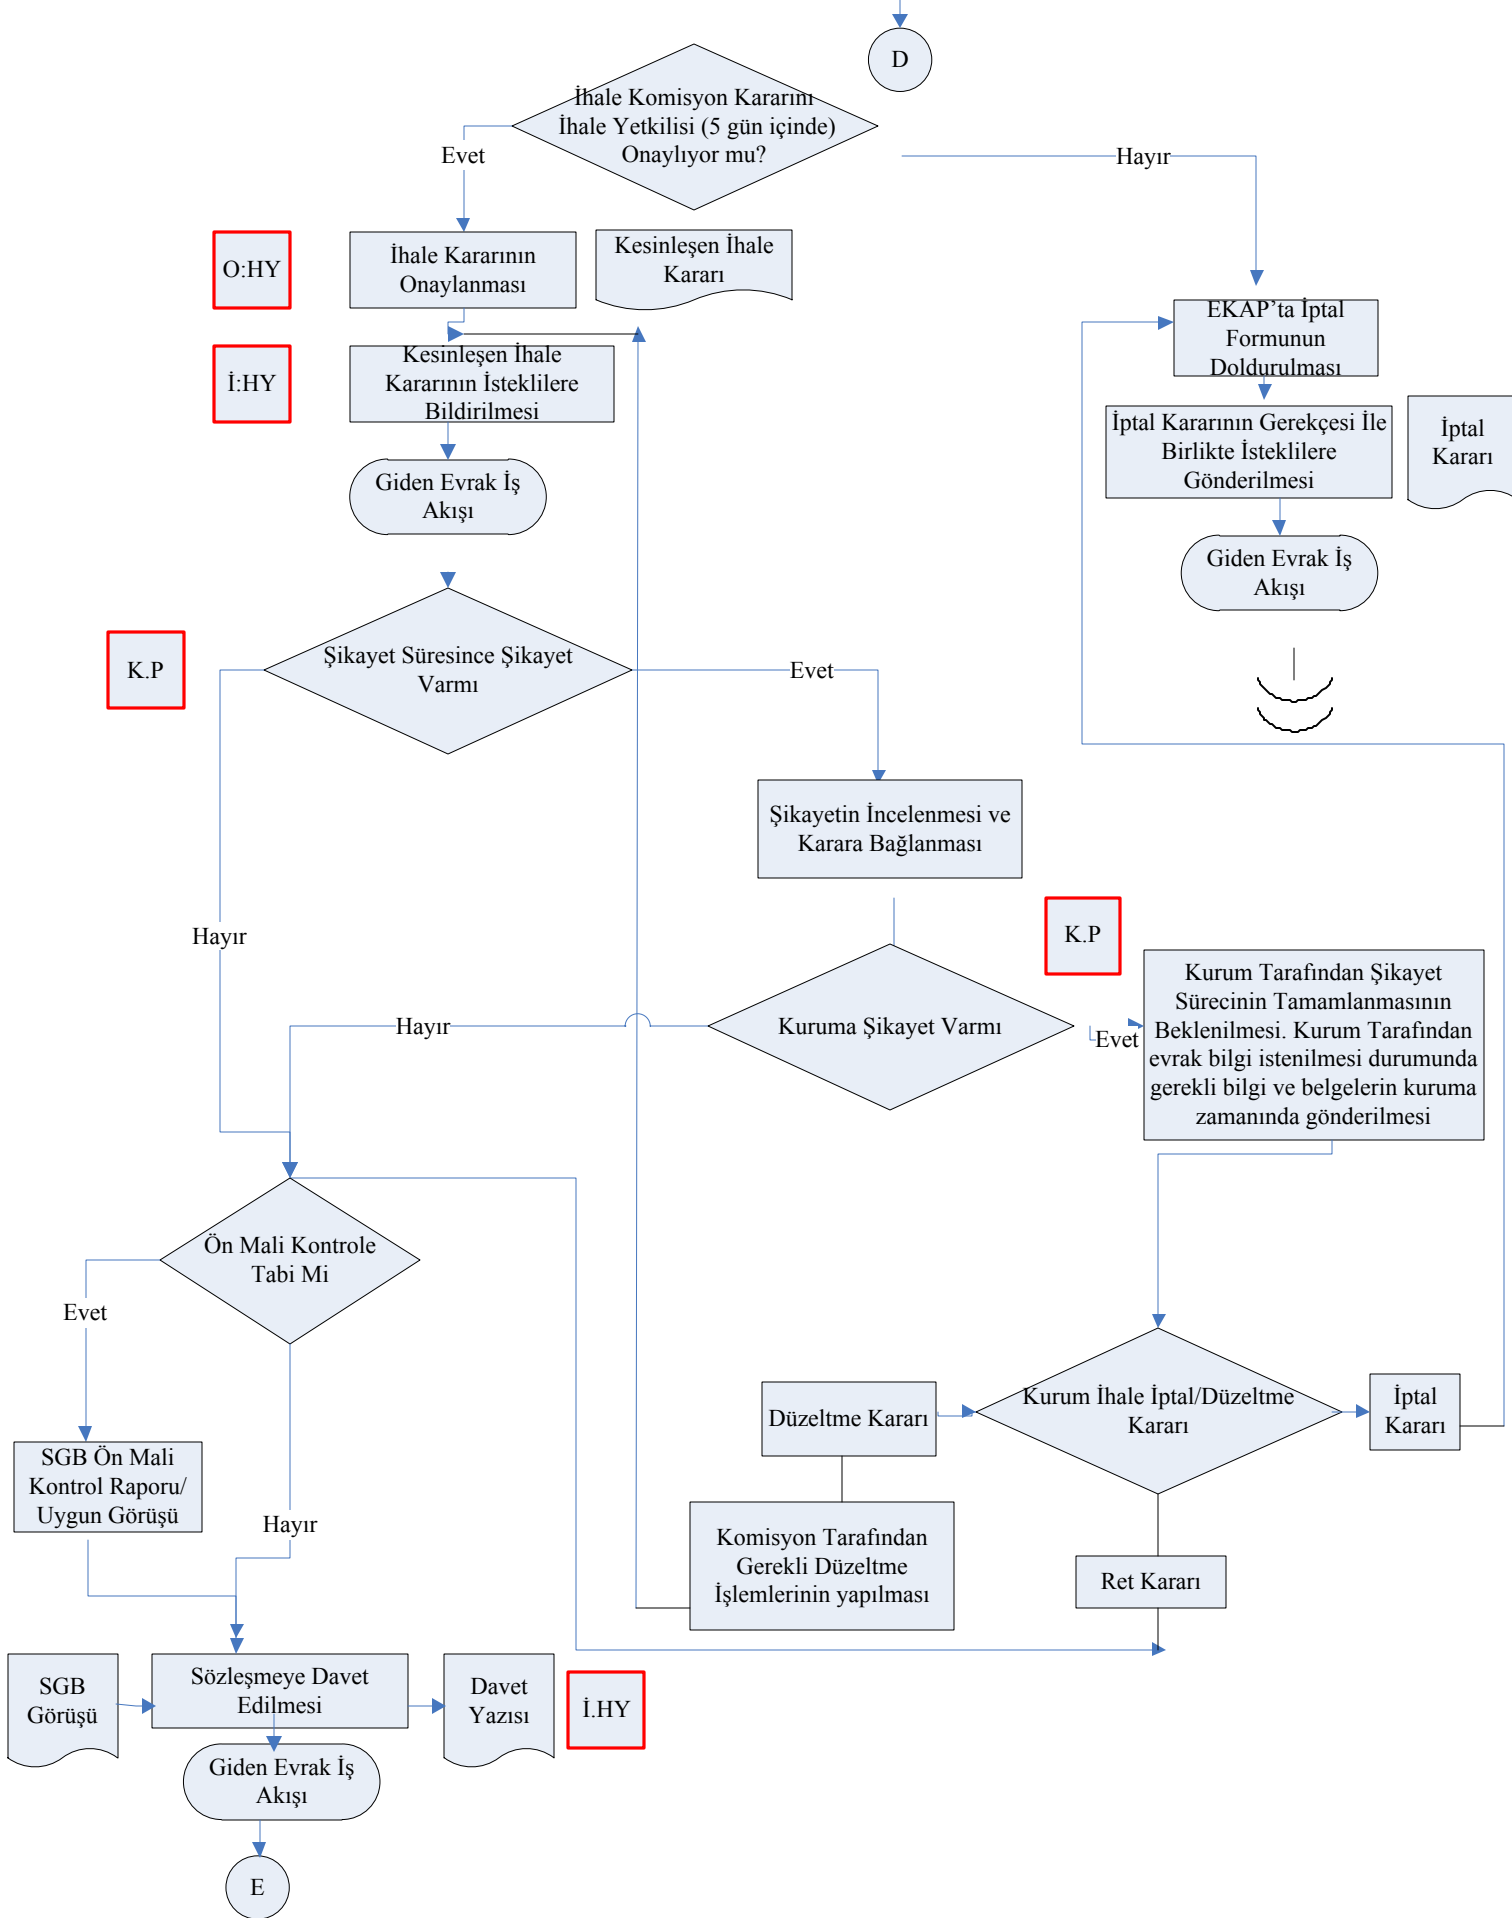 D
İhale Komisyon Kararını
İhale Yetkilisi (5 gün içinde)
Onaylıyor mu?
Evet
Hayır
O:HY
İhale Kararının
Onaylanması
Kesinleşen İhale
Kararı
İ:HY
Kesinleşen İhale
Kararının İsteklilere
Bildirilmesi
EKAP’ta İptal
Formunun
Doldurulması
İptal Kararının Gerekçesi İle
Birlikte İsteklilere
Gönderilmesi
İptal
Kararı
Giden Evrak İş
Akışı
Giden Evrak İş
Akışı
K.P
Şikayet Süresince Şikayet
Varmı
Evet
Şikayetin İncelenmesi ve
Karara Bağlanması
Hayır
K.P
Hayır
Kuruma Şikayet Varmı
Evet
Kurum Tarafından Şikayet
Sürecinin Tamamlanmasının
Beklenilmesi. Kurum Tarafından
evrak bilgi istenilmesi durumunda
gerekli bilgi ve belgelerin kuruma
zamanında gönderilmesi
Ön Mali Kontrole
Tabi Mi
Evet
Düzeltme Kararı
Kurum İhale İptal/Düzeltme
Kararı
İptal
Kararı
SGB Ön Mali
Kontrol Raporu/
Uygun Görüşü
Hayır
Komisyon Tarafından
Gerekli Düzeltme
İşlemlerinin yapılması
Ret Kararı
SGB
Görüşü
Sözleşmeye Davet
Edilmesi
Davet
Yazısı
İ.HY
Giden Evrak İş
Akışı
E